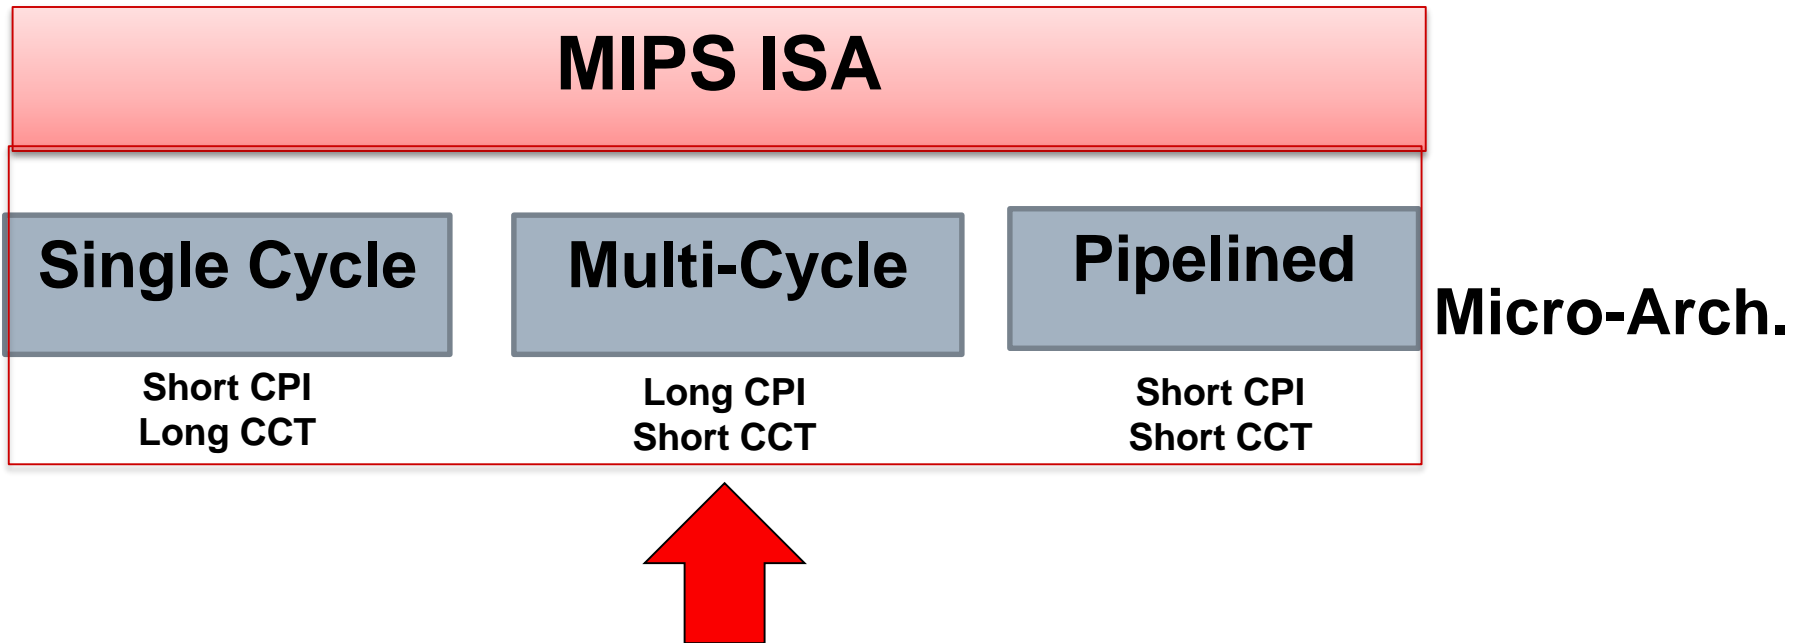 MIPS ISA
Single Cycle
Multi-Cycle
Pipelined
Micro-Arch.
Short CPI
Long CCT
Long CPI
Short CCT
Short CPI
Short CCT